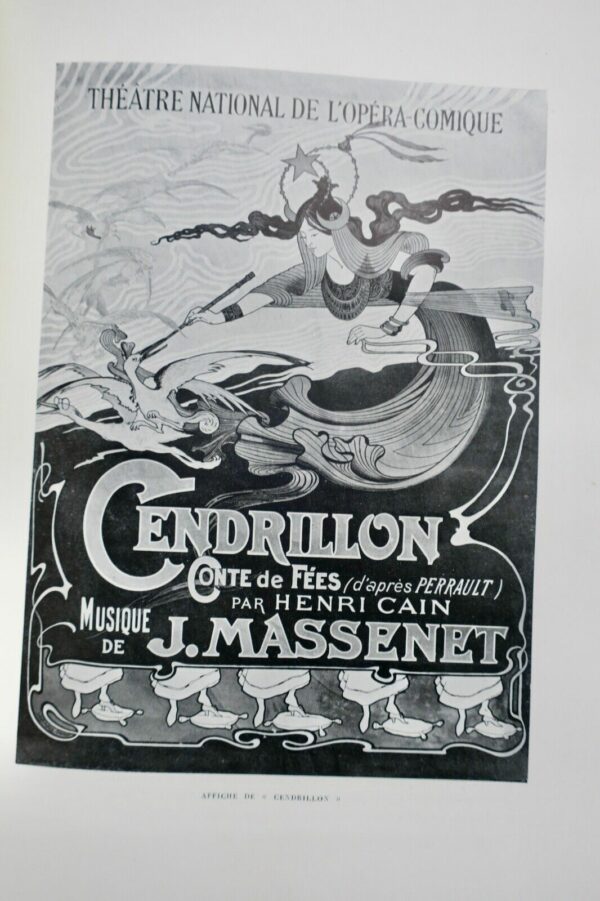 THÉÂTRE NATIONAL DE L'OPÉRA-COMIQUE
CENDRILLON
CONTE de FÉES (d'après PERRAULT)
PAR HENRI CAIN
MUSIQUE DE J. MASSENET
AFFICHE DE « CENDRILLON »